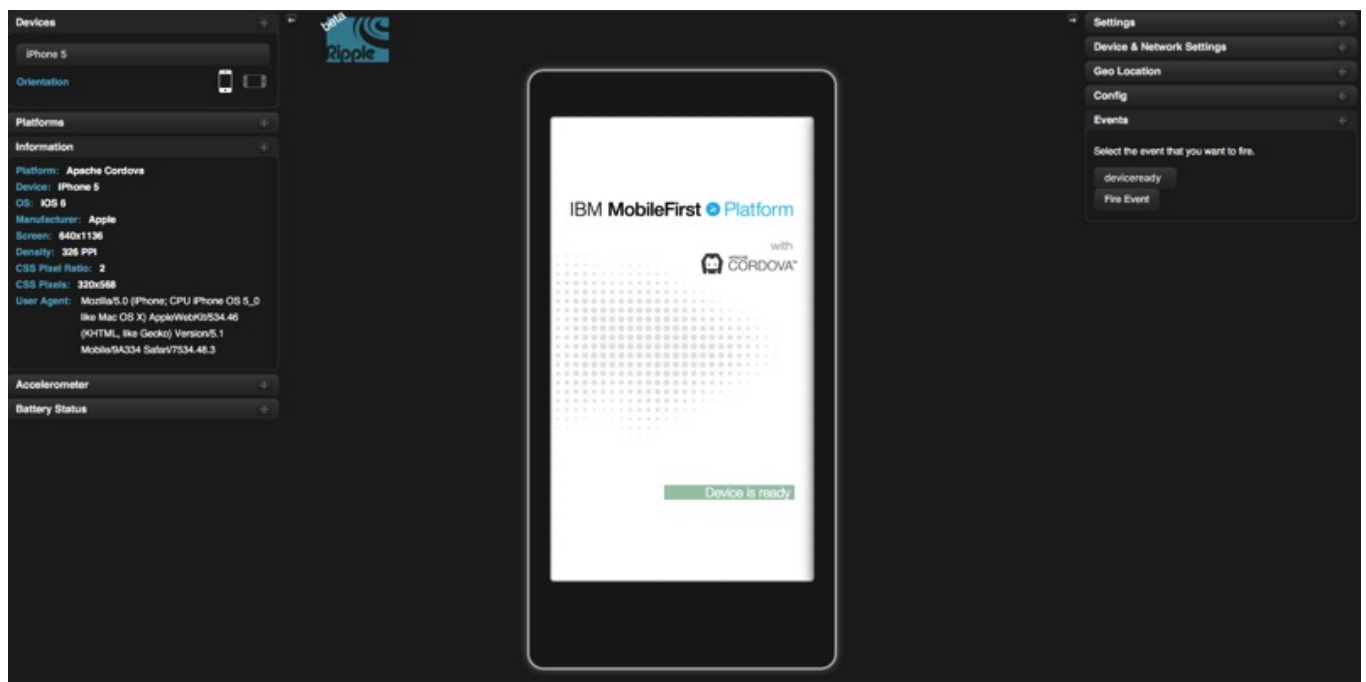 Devices
iPhone 5
Orientation
Platforms
Information
Platform: Apache Cordova
Device: iPhone 5
OS: iOS 6
Manufacturer: Apple
Screen: 640x1136
Density: 326 PPI
CSS Pixel Ratio: 2
CSS Pixels: 320x568
User Agent: Mozilla/5.0 (iPhone; CPU iPhone OS 5_0
like Mac OS X) AppleWebKit/534.46
(KHTML, like Gecko) Version/5.1
Mobile/9A334 Safari/7534.48.3
Accelerometer
Battery Status
beta
Ripple
IBM MobileFirst Platform
with
APACHE
CORDOVA™
Device is ready
Settings
Device & Network Settings
Geo Location
Config
Events
Select the event that you want to fire.
deviceready
Fire Event